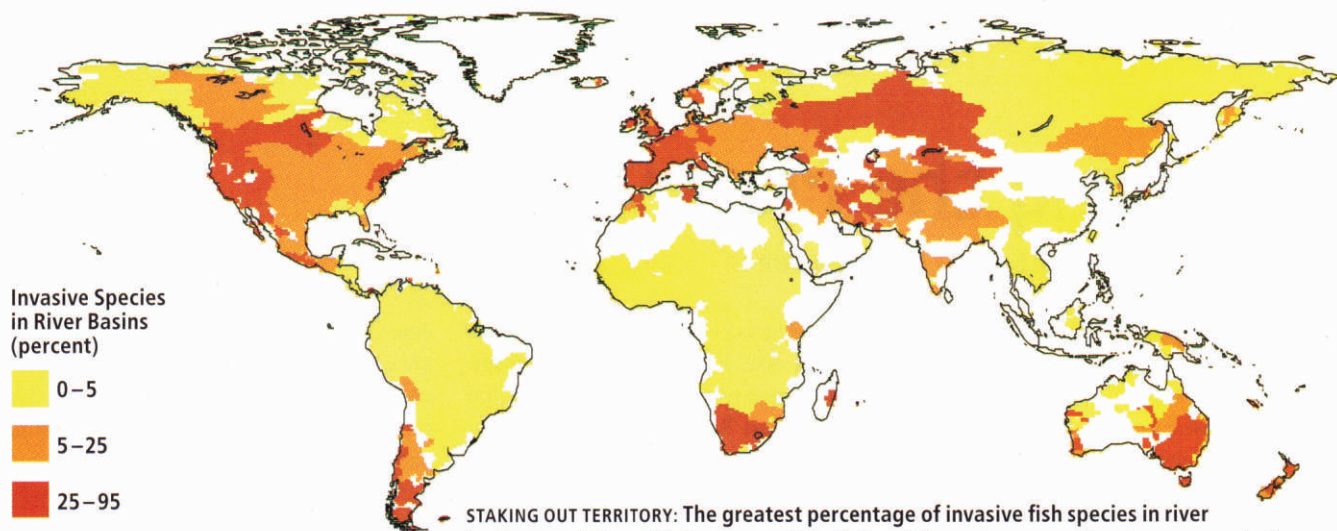 Invasive Species
in River Basins
(percent)
0–5
5–25
25–95
STAKING OUT TERRITORY: The greatest percentage of invasive fish species in river